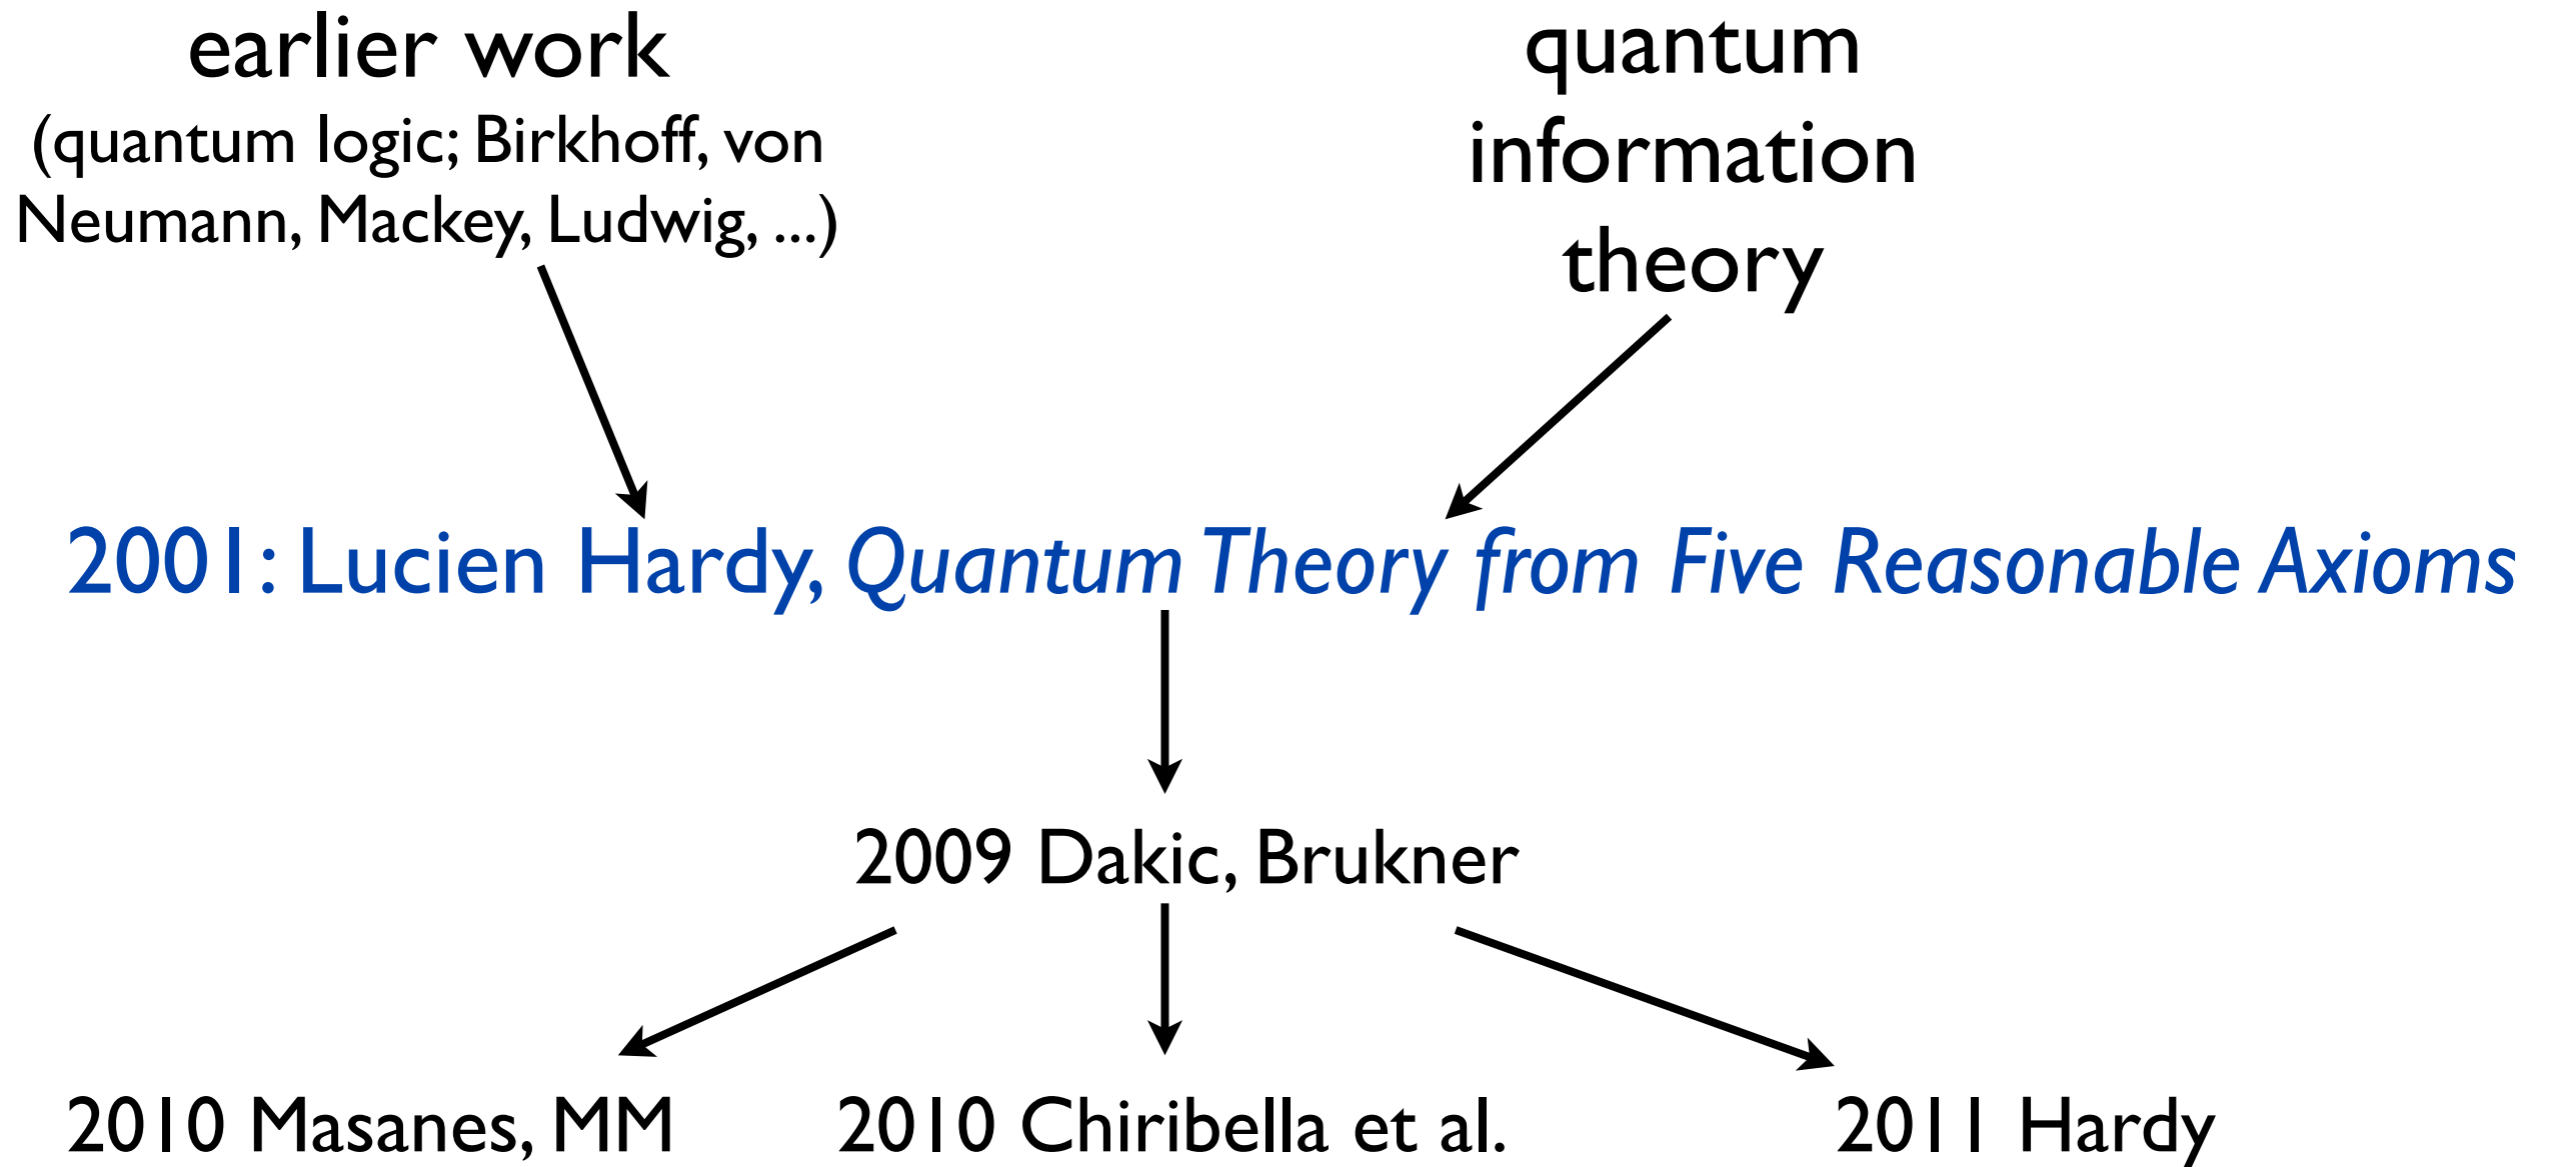 earlier work
(quantum logic; Birkhoff, von
Neumann, Mackey, Ludwig, ...)
quantum
information
theory
2001: Lucien Hardy, Quantum Theory from Five Reasonable Axioms
2009 Dakic, Brukner
2010 Masanes, MM
2010 Chiribella et al.
2011 Hardy